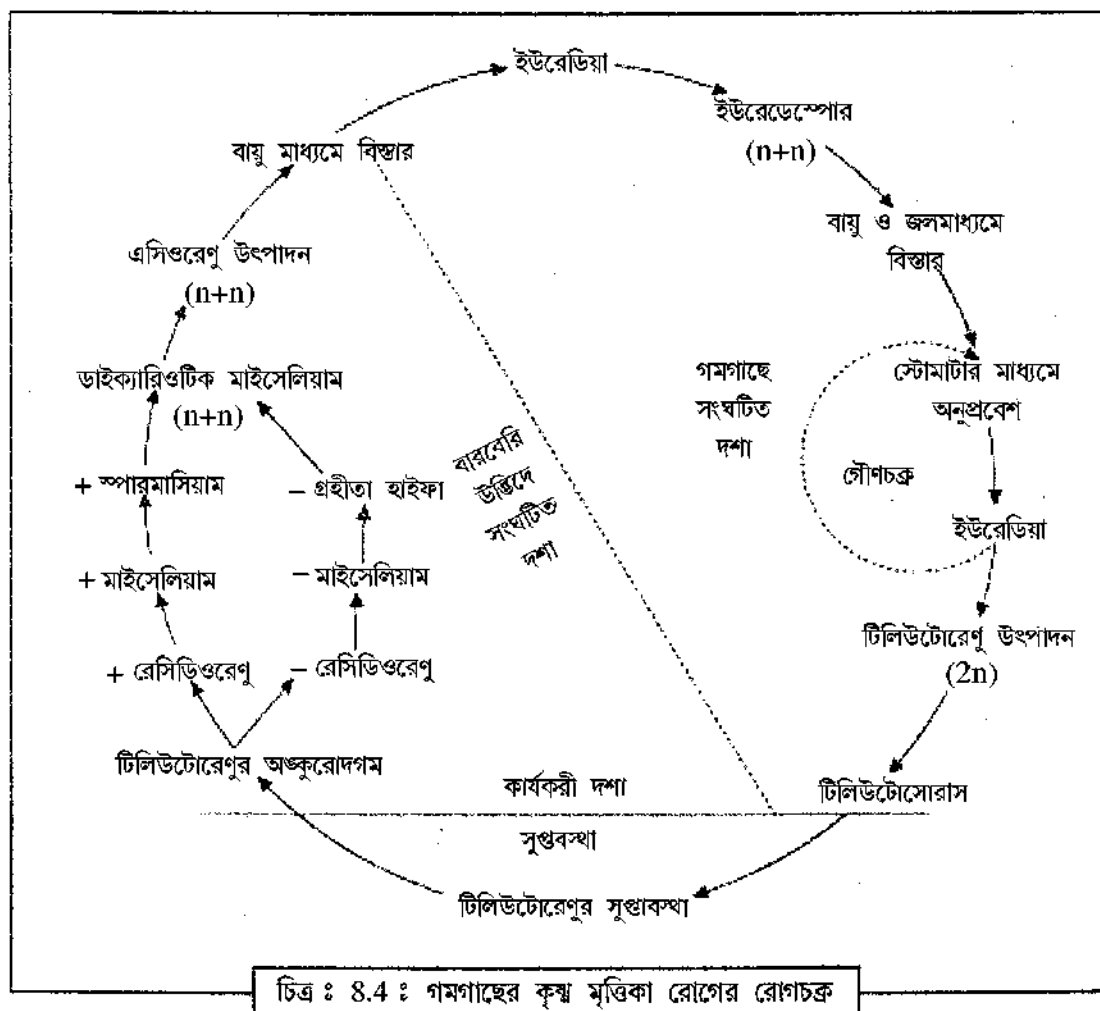 ইউরেডিয়া
ইউরেডেস্পোর
(n+n)
বায়ু মাধ্যমে বিস্তার
বায়ু ও জলমাধ্যমে
বিস্তার
এসিওরেণু উৎপাদন
(n+n)
ডাইক্যারিওটিক মাইসেলিয়াম
(n+n)
গমগাছে
সংঘটিত
দশা
স্টোমাটার মাধ্যমে
অনুপ্রবেশ
বারবেরি
উদ্ভিদে
সংঘটিত
দশা
গৌণচক্র
+ স্পারমাসিয়াম
– গ্রহীতা হাইফা
ইউরেডিয়া
+ মাইসেলিয়াম
– মাইসেলিয়াম
টিলিউটোরেণু উৎপাদন
(2n)
+ রেসিডিওরেণু
– রেসিডিওরেণু
টিলিউটোরেণুর অঙ্কুরোদগম
কার্যকরী দশা
টিলিউটোসোরাস
সুপ্তবস্থা
টিলিউটোরেণুর সুপ্তাবস্থা
চিত্র ঃ 8.4 ঃ গমগাছের কৃষ্ণ মৃত্তিকা রোগের রোগচক্র